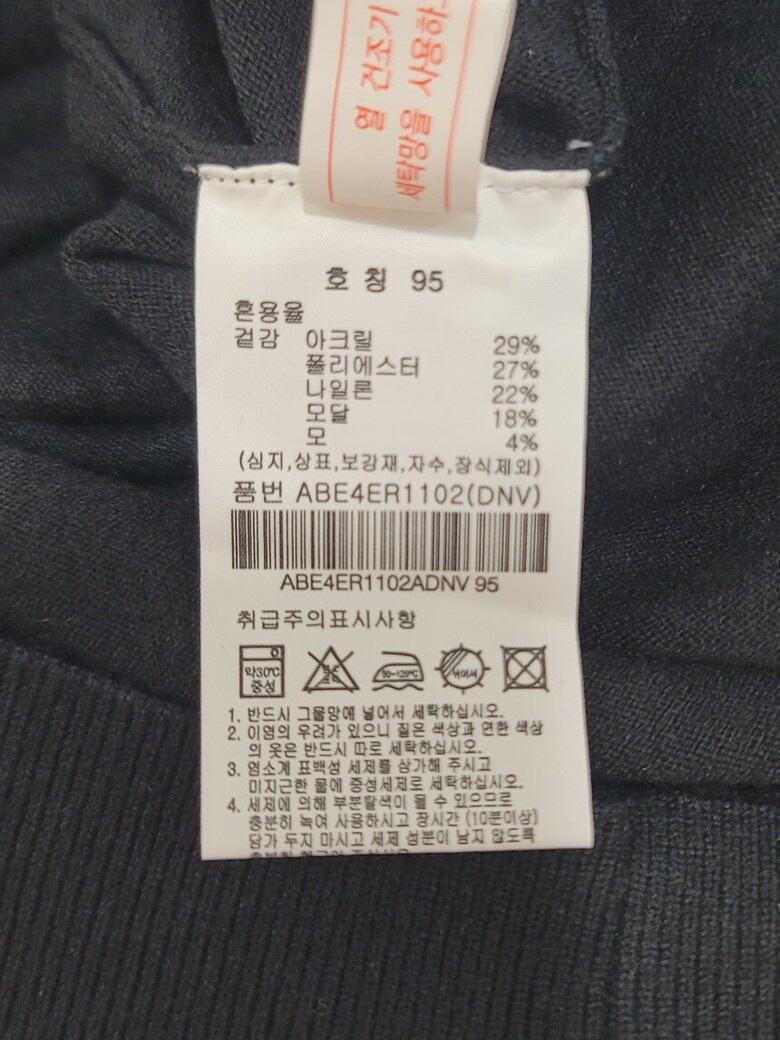 열 건조기
세탁망을 사용하
호 칭 95
혼용율
겉감 아크릴 29%
폴리에스터 27%
나일론 22%
모달 18%
모 4%
(심지,상표,보강재,자수,장식제외)
품번 ABE4ER1102(DNV)
ABE4ER1102ADNV 95
취급주의표시사항
약30℃
중성
80~120℃
뉘어서
1. 반드시 그물망에 넣어서 세탁하십시오.
2. 이염의 우려가 있으니 짙은 색상과 연한 색상
의 옷은 반드시 따로 세탁하십시오.
3. 염소계 표백성 세제를 삼가해 주시고
미지근한 물에 중성세제로 세탁하십시오.
4. 세제에 의해 부분탈색이 될 수 있으므로
충분히 녹여 사용하시고 장시간 (10분이상)
담가 두지 마시고 세제 성분이 남지 않도록